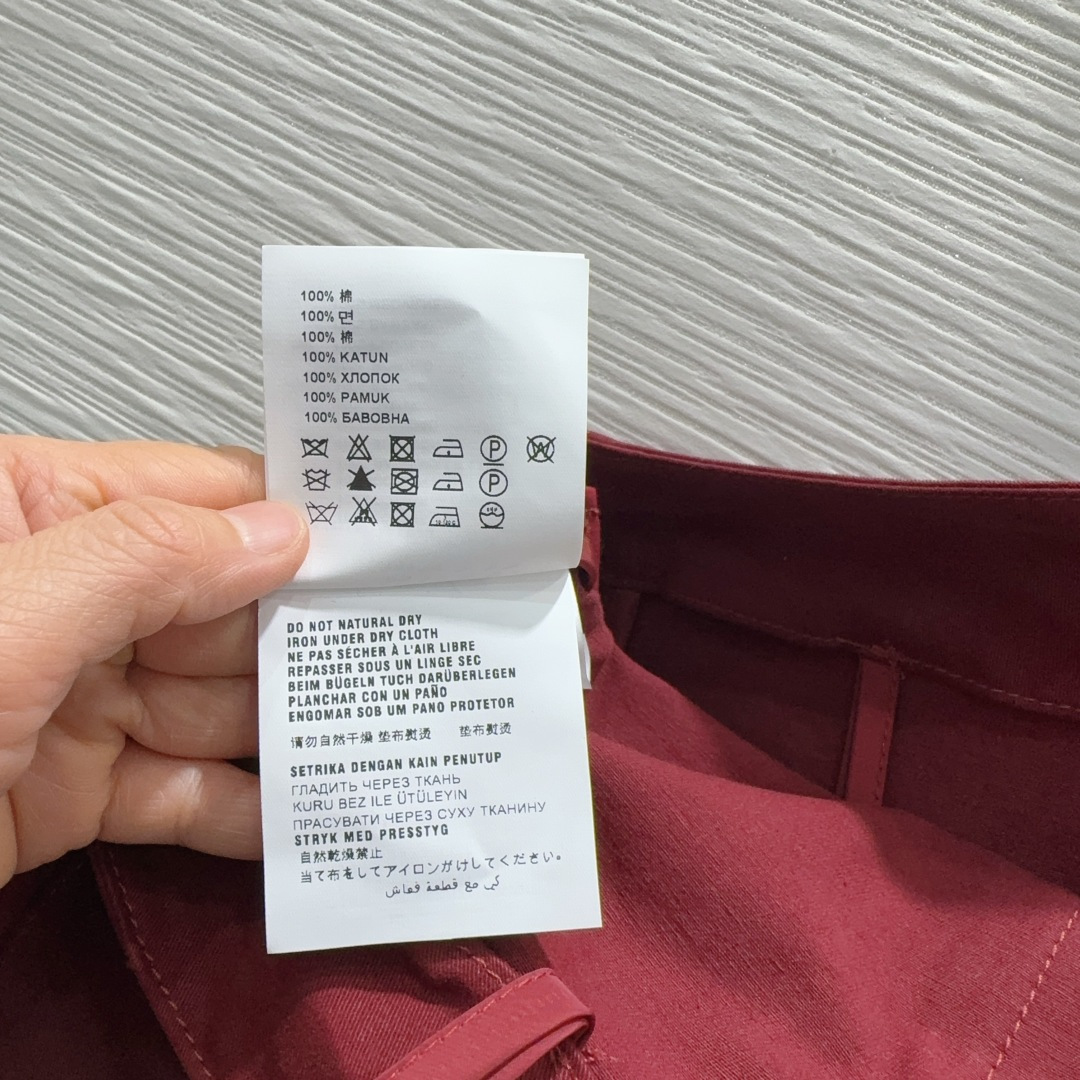 100% 棉
100% 면
100% 棉
100% KATUN
100% ХЛОПОК
100% PAMUK
100% БАВОВНА
P W
P
DO NOT NATURAL DRY
IRON UNDER DRY CLOTH
NE PAS SÉCHER À L'AIR LIBRE
REPASSER SOUS UN LINGE SEC
BEIM BÜGELN TUCH DARÜBERLEGEN
PLANCHAR CON UN PAÑO
ENGOMAR SOB UM PANO PROTETOR
请勿自然干燥 垫布熨烫 垫布熨烫
SETRIKA DENGAN KAIN PENUTUP
ГЛАДИТЬ ЧЕРЕЗ ТКАНЬ
KURU BEZ ILE ÜTÜLEYIN
ПРАСУВАТИ ЧЕРЕЗ СУХУ ТКАНИНУ
STRYK MED PRESSTYG
自然乾燥禁止
当て布をしてアイロンがけしてください。
كي مع قطعة قماش